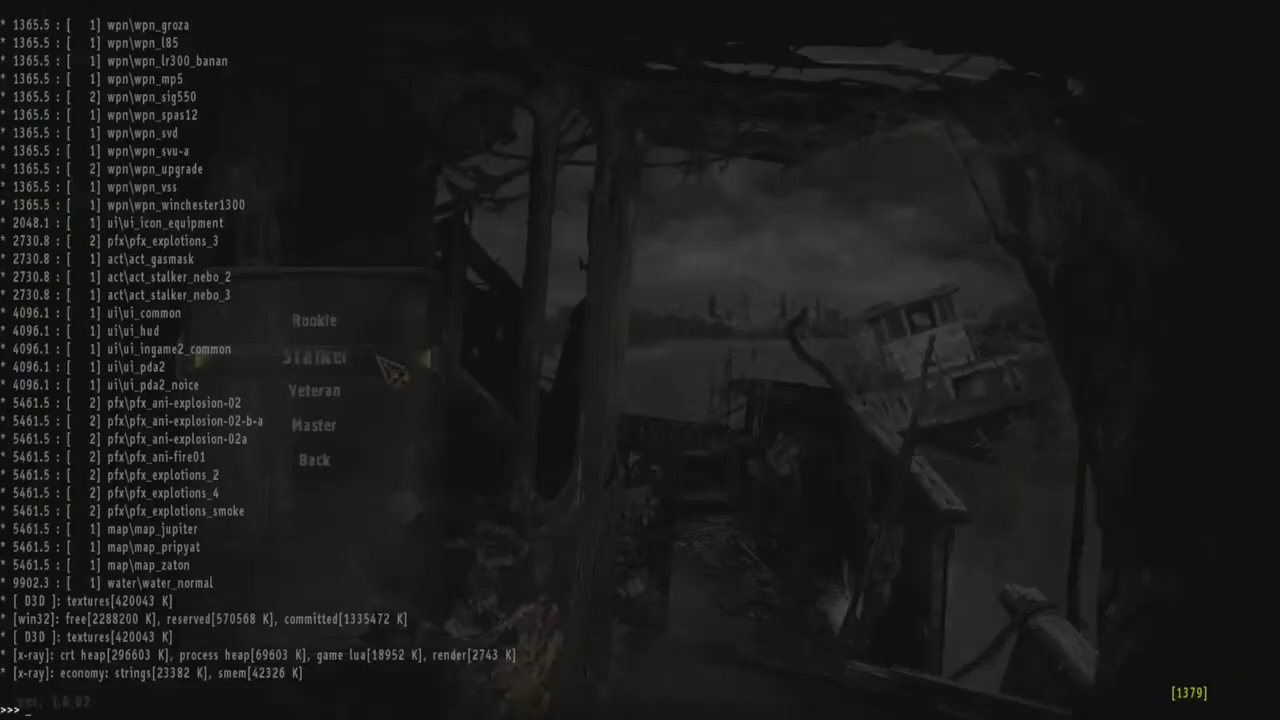 * 1365.5 : [   1] wpn\wpn_groza
* 1365.5 : [   1] wpn\wpn_l85
* 1365.5 : [   1] wpn\wpn_lr300_banan
* 1365.5 : [   1] wpn\wpn_mp5
* 1365.5 : [   2] wpn\wpn_sig550
* 1365.5 : [   1] wpn\wpn_spas12
* 1365.5 : [   1] wpn\wpn_svd
* 1365.5 : [   1] wpn\wpn_svu-a
* 1365.5 : [   2] wpn\wpn_upgrade
* 1365.5 : [   1] wpn\wpn_vss
* 1365.5 : [   1] wpn\wpn_winchester1300
* 2048.1 : [   1] ui\ui_icon_equipment
* 2730.8 : [   2] pfx\pfx_explotions_3
* 2730.8 : [   1] act\act_gasmask
* 2730.8 : [   1] act\act_stalker_nebo_2
* 2730.8 : [   1] act\act_stalker_nebo_3
* 4096.1 : [   1] ui\ui_common
* 4096.1 : [   1] ui\ui_hud
* 4096.1 : [   1] ui\ui_ingame2_common
* 4096.1 : [   1] ui\ui_pda2
* 4096.1 : [   1] ui\ui_pda2_noice
* 5461.5 : [   2] pfx\pfx_ani-explosion-02
* 5461.5 : [   2] pfx\pfx_ani-explosion-02-b-a
* 5461.5 : [   2] pfx\pfx_ani-explosion-02a
* 5461.5 : [   2] pfx\pfx_ani-fire01
* 5461.5 : [   2] pfx\pfx_explotions_2
* 5461.5 : [   2] pfx\pfx_explotions_4
* 5461.5 : [   2] pfx\pfx_explotions_smoke
* 5461.5 : [   1] map\map_jupiter
* 5461.5 : [   1] map\map_pripyat
* 5461.5 : [   1] map\map_zaton
* 9902.3 : [   1] water\water_normal
* [ D3D ]: textures[420043 K]
* [win32]: free[2288200 K], reserved[570568 K], committed[1335472 K]
* [ D3D ]: textures[420043 K]
* [x-ray]: crt heap[296603 K], process heap[69603 K], game lua[18952 K], render[2743 K]
* [x-ray]: economy: strings[23382 K], smem[42326 K]
ver. 1.6.02
>>> _
Rookie
Stalker
Veteran
Master
Back
[1379]